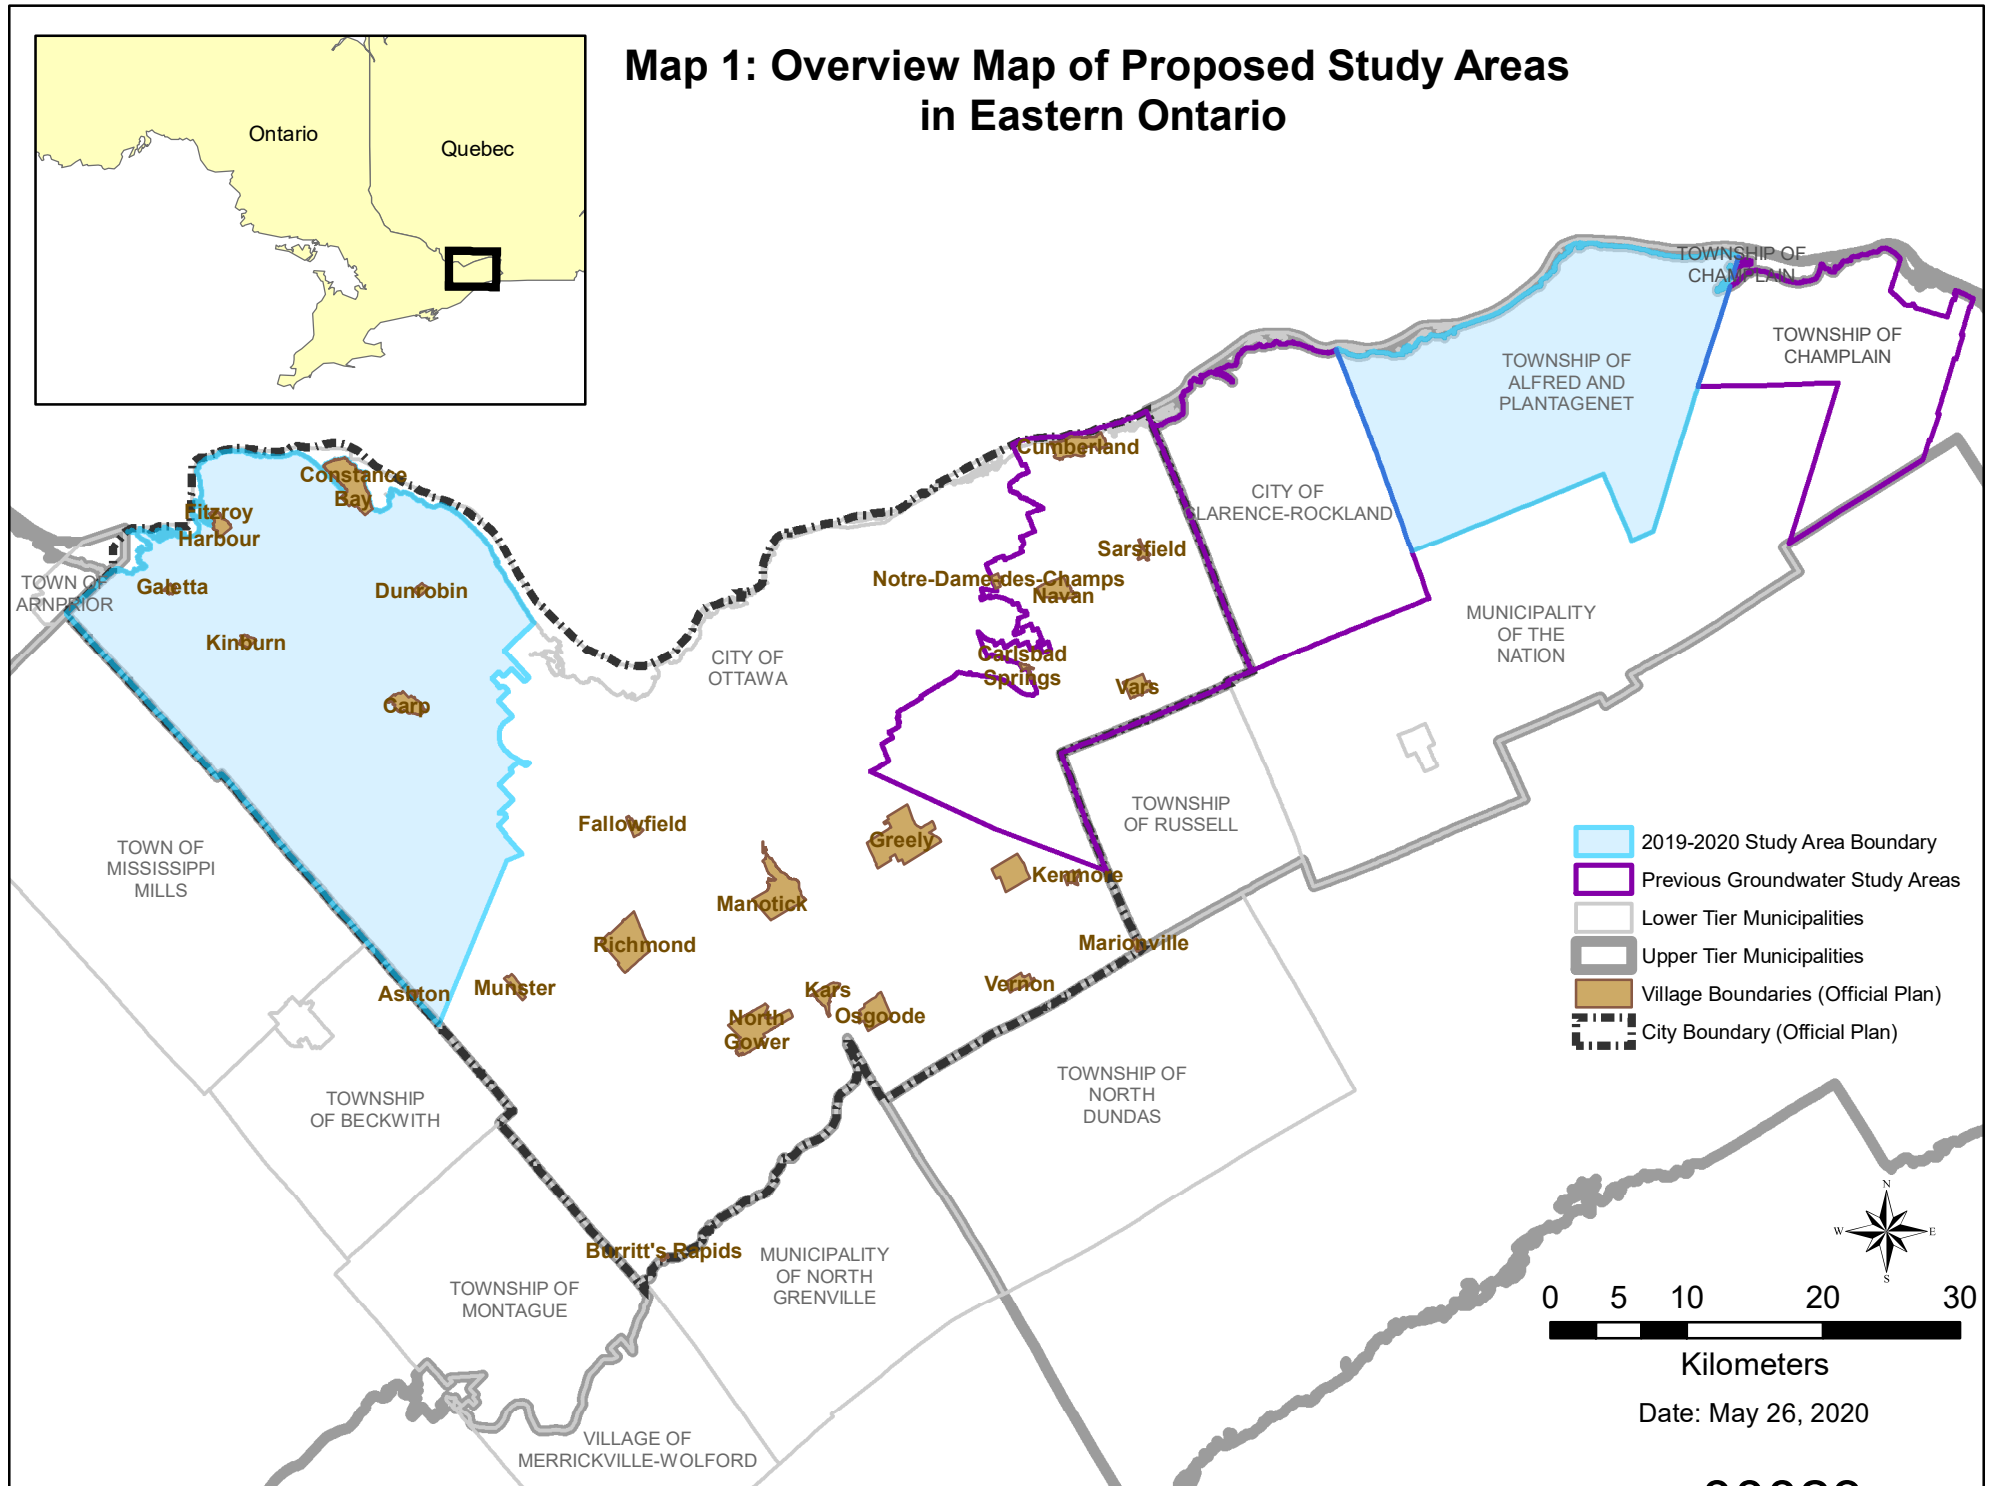 Map 1: Overview Map of Proposed Study Areas
in Eastern Ontario
Ontario
Quebec
TOWNSHIP OF
CHAMPLAIN
TOWNSHIP OF
CHAMPLAIN
TOWNSHIP OF
ALFRED AND
PLANTAGENET
Cumberland
Constance
Bay
CITY OF
CLARENCE-ROCKLAND
Fitzroy
Harbour
Sarsfield
TOWN OF
ARNPRIOR
Galetta
Dunrobin
Notre-Dame-des-Champs
Navan
Kinburn
MUNICIPALITY
OF THE
NATION
CITY OF
OTTAWA
Carlsbad
Springs
Vars
Carp
Fallowfield
TOWNSHIP
OF RUSSELL
Greely
TOWN OF
MISSISSIPPI
MILLS
Kenmore
Manotick
Richmond
Marionville
Ashton
Munster
Kars
Vernon
North
Gower
Osgoode
TOWNSHIP
OF BECKWITH
TOWNSHIP OF
NORTH
DUNDAS
Burritt's Rapids
MUNICIPALITY
OF NORTH
GRENVILLE
TOWNSHIP OF
MONTAGUE
VILLAGE OF
MERRICKVILLE-WOLFORD
2019-2020 Study Area Boundary
Previous Groundwater Study Areas
Lower Tier Municipalities
Upper Tier Municipalities
Village Boundaries (Official Plan)
City Boundary (Official Plan)
N
W
E
S
0 5 10 20 30
Kilometers
Date: May 26, 2020